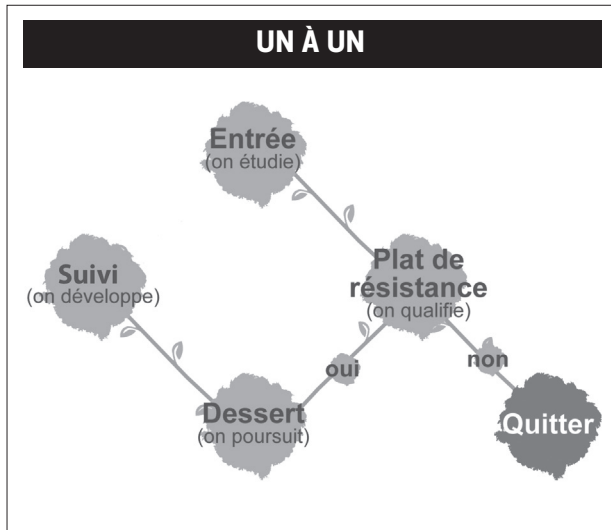 UN À UN
Entrée
(on étudie)
Plat de
résistance
(on qualifie)
Suivi
(on développe)
oui
non
Dessert
(on poursuit)
Quitter